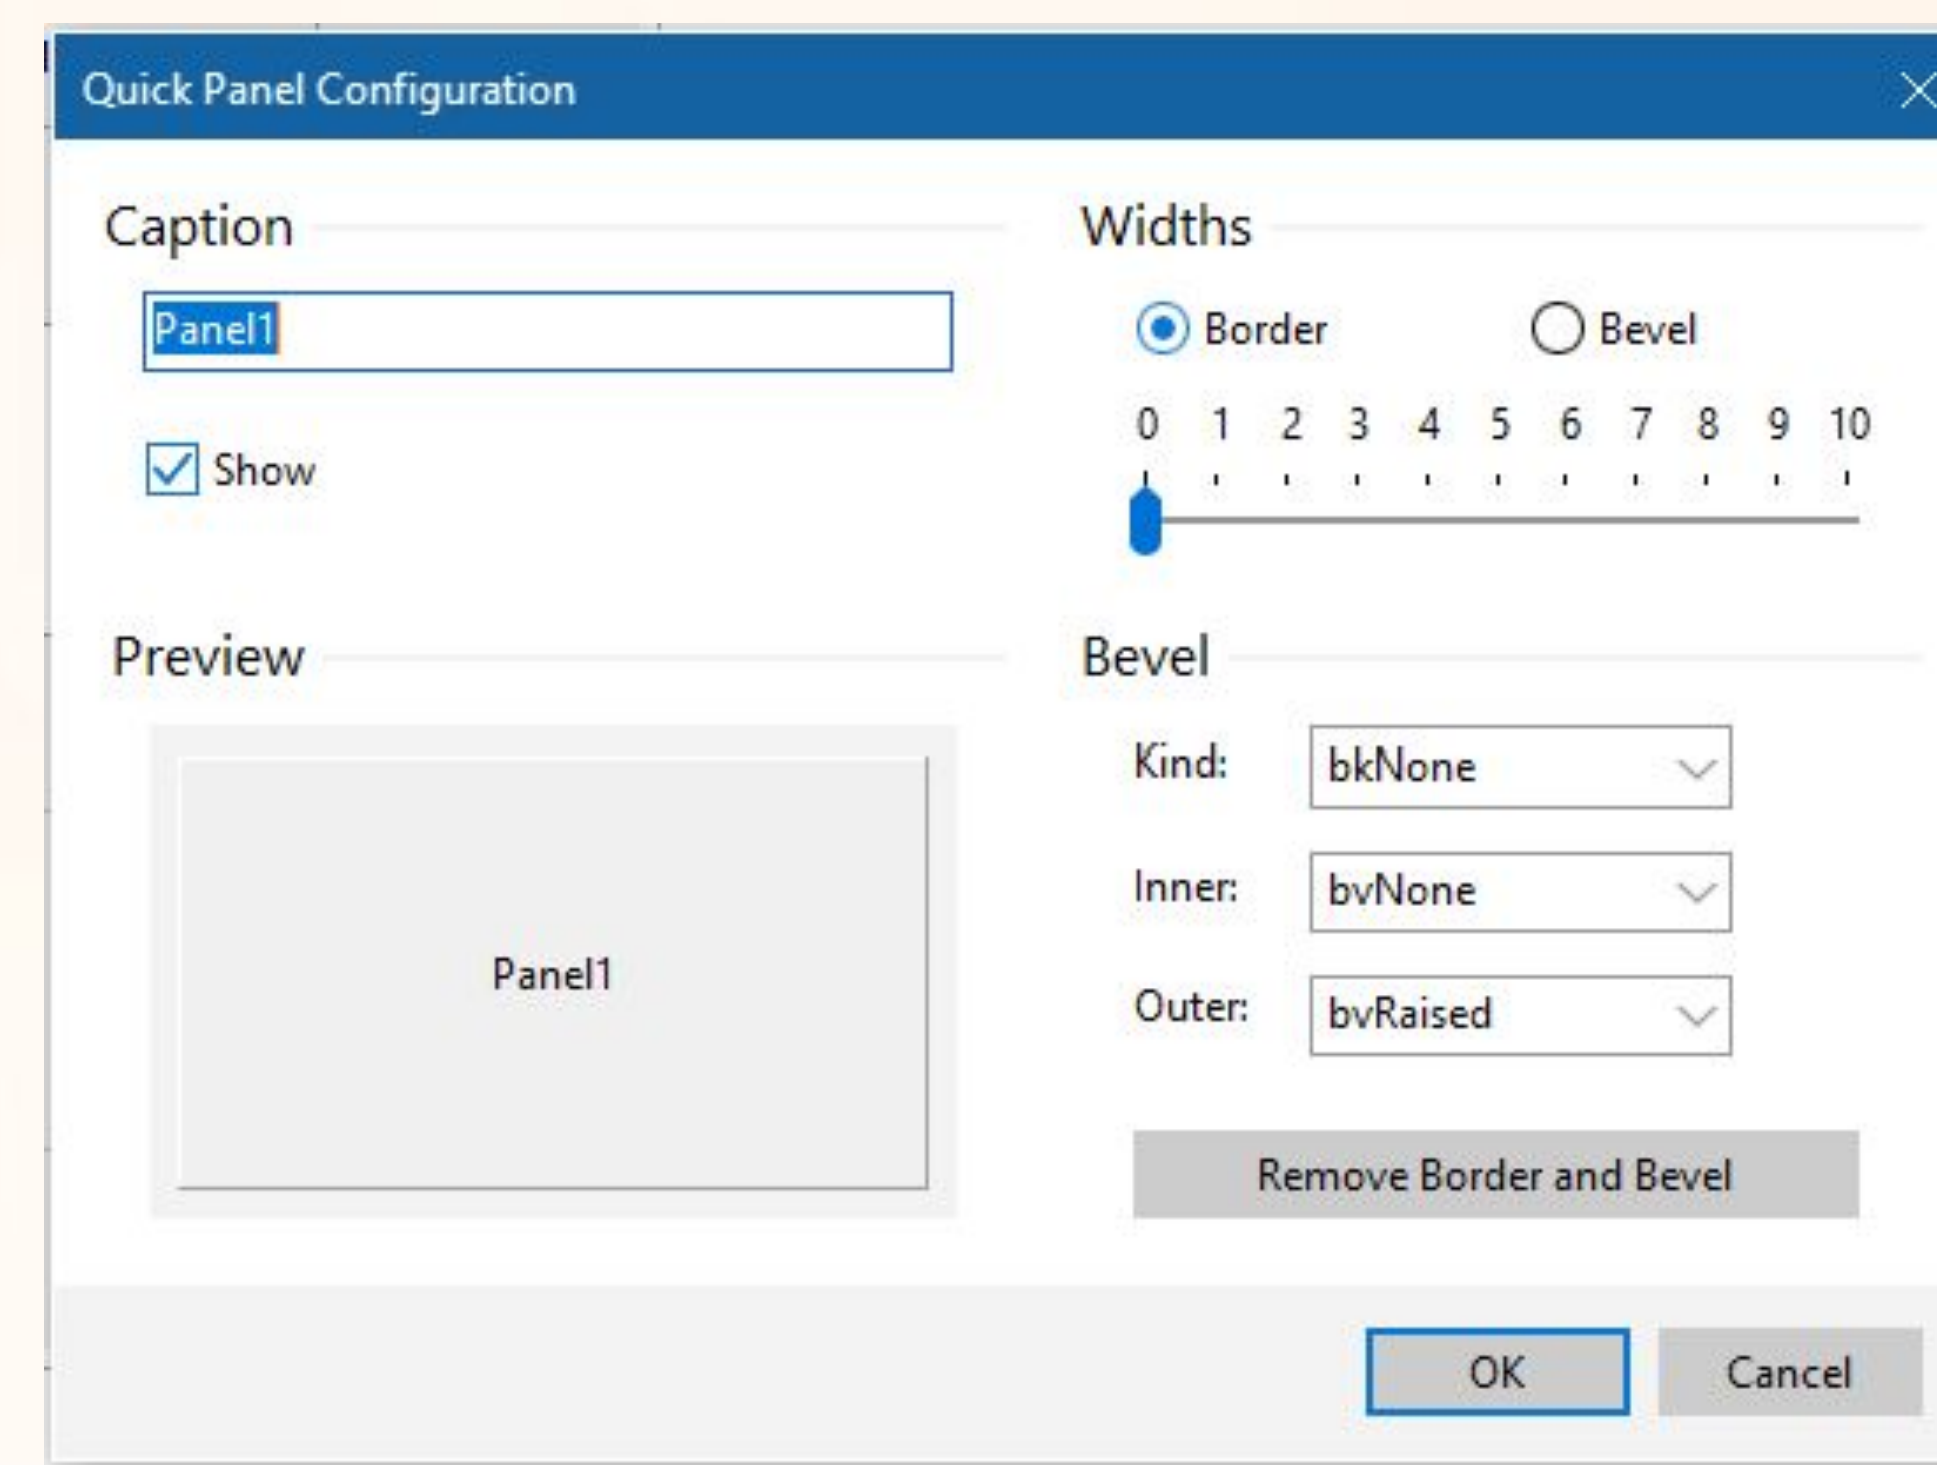 Quick Panel Configuration
Caption
Panel1
Show
Widths
Border Bevel
0 1 2 3 4 5 6 7 8 9 10
Preview
Panel1
Bevel
Kind: bkNone
Inner: bvNone
Outer: bvRaised
Remove Border and Bevel
OK Cancel